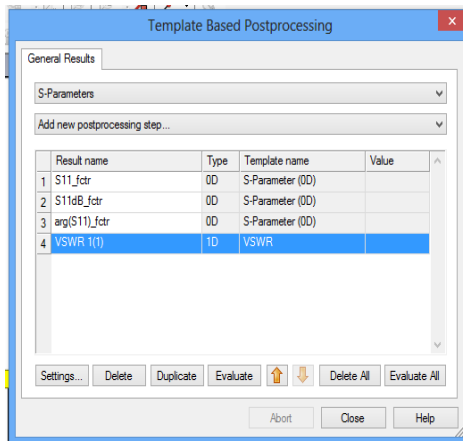 Template Based Postprocessing
x
General Results
S-Parameters
Add new postprocessing step...
Result name Type Template name Value
1 S11_fctr 0D S-Parameter (0D)
2 S11dB_fctr 0D S-Parameter (0D)
3 arg(S11)_fctr 0D S-Parameter (0D)
4 VSWR 1(1) 1D VSWR
Settings... Delete Duplicate Evaluate Delete All Evaluate All
Abort Close Help